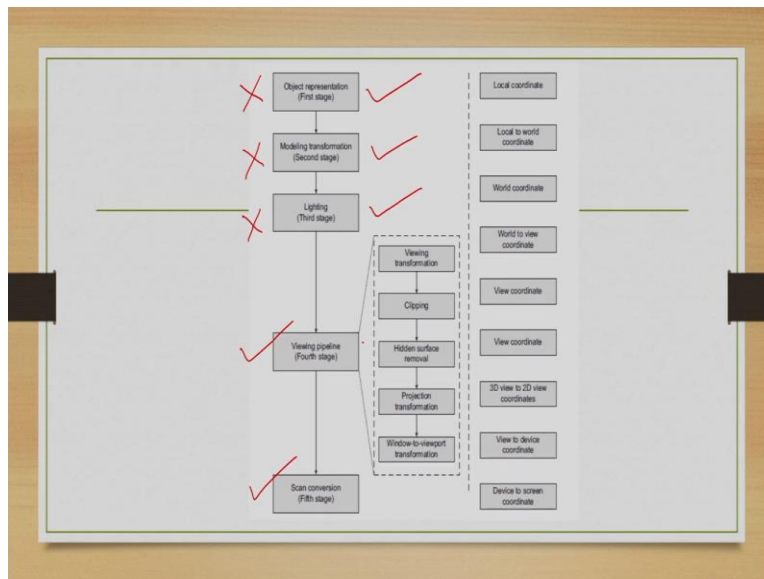 Object representation
(First stage)
Modeling transformation
(Second stage)
Lighting
(Third stage)
Viewing pipeline
(Fourth stage)
Scan conversion
(Fifth stage)
Viewing
transformation
Clipping
Hidden surface
removal
Projection
transformation
Window-to-viewport
transformation
Local coordinate
Local to world
coordinate
World coordinate
World to view
coordinate
View coordinate
View coordinate
3D view to 2D view
coordinates
View to device
coordinate
Device to screen
coordinate